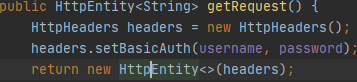 public HttpEntity<String> getRequest() {
HttpHeaders headers = new HttpHeaders();
headers.setBasicAuth(username, password);
return new HttpEntity<>(headers);